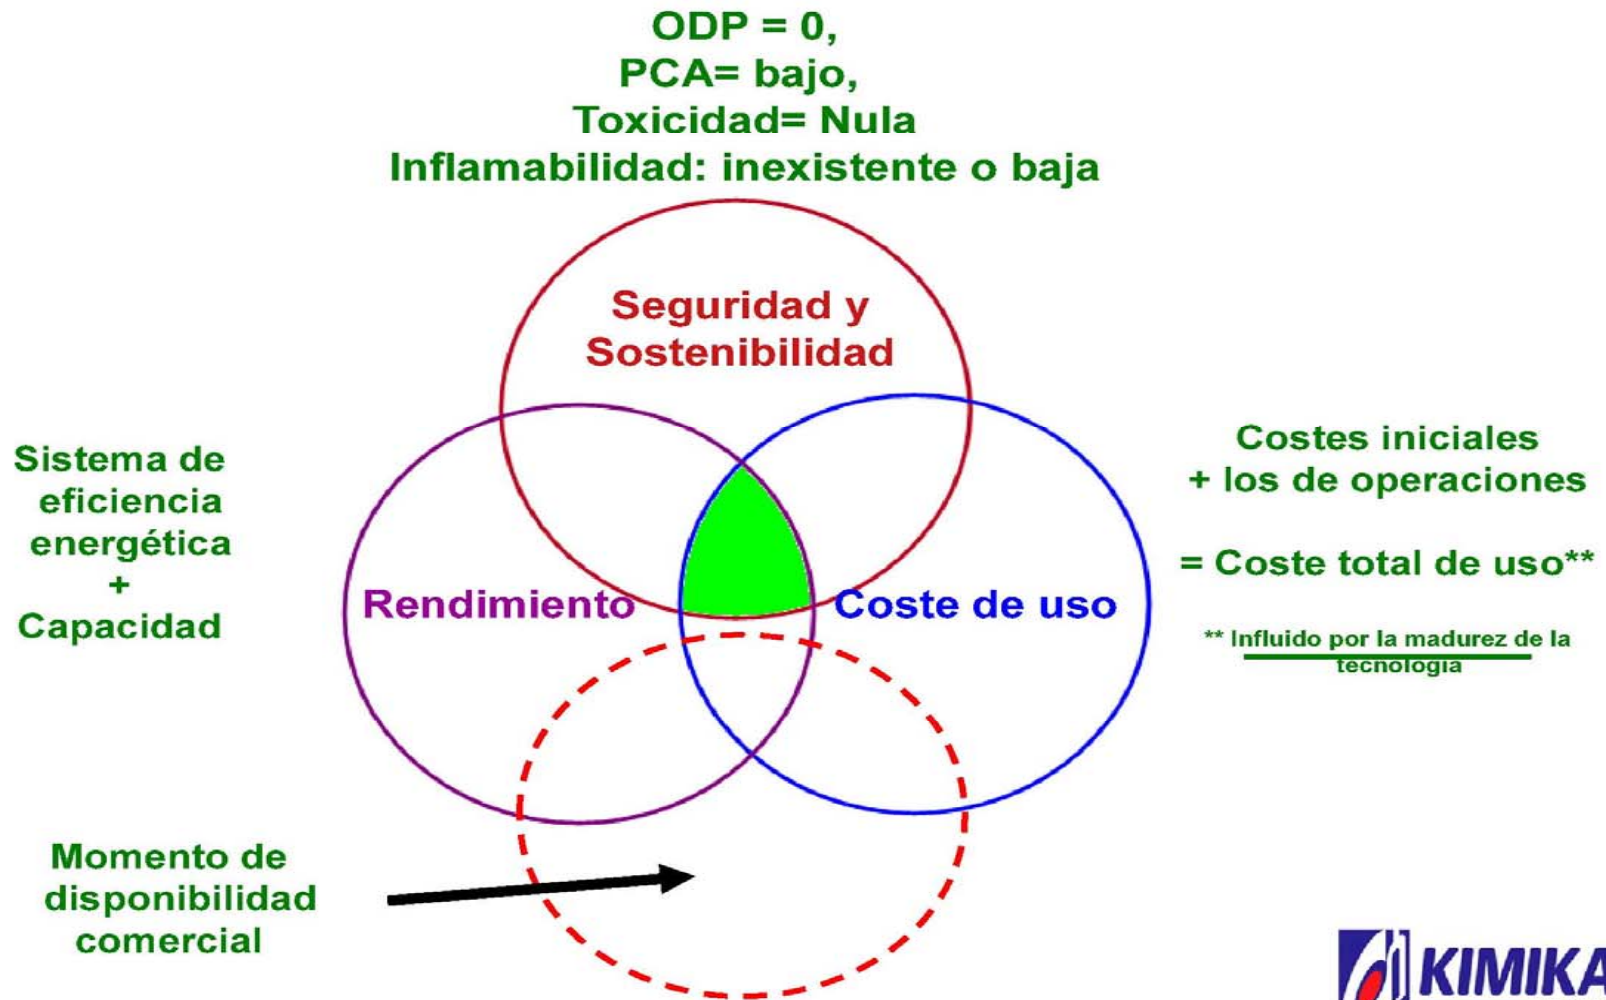 ODP = 0,
PCA= bajo,
Toxicidad= Nula
Inflamabilidad: inexistente o baja
Seguridad y
Sostenibilidad
Sistema de
eficiencia
energética
+
Capacidad
Rendimiento
Coste de uso
Costes iniciales
+ los de operaciones
= Coste total de uso**
** Influido por la madurez de la
tecnología
Momento de
disponibilidad
comercial
KIMIKA